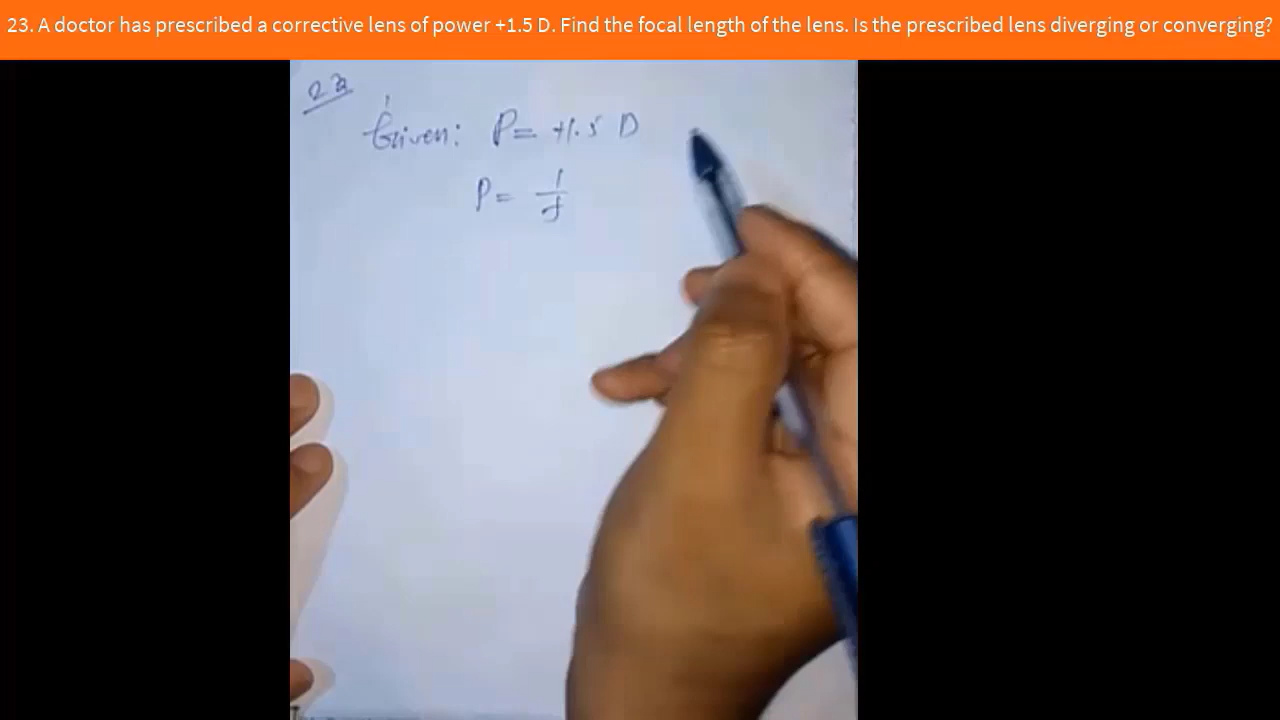 23. A doctor has prescribed a corrective lens of power +1.5 D. Find the focal length of the lens. Is the prescribed lens diverging or converging?
23
Given: P = +1.5 D
P = 1/f